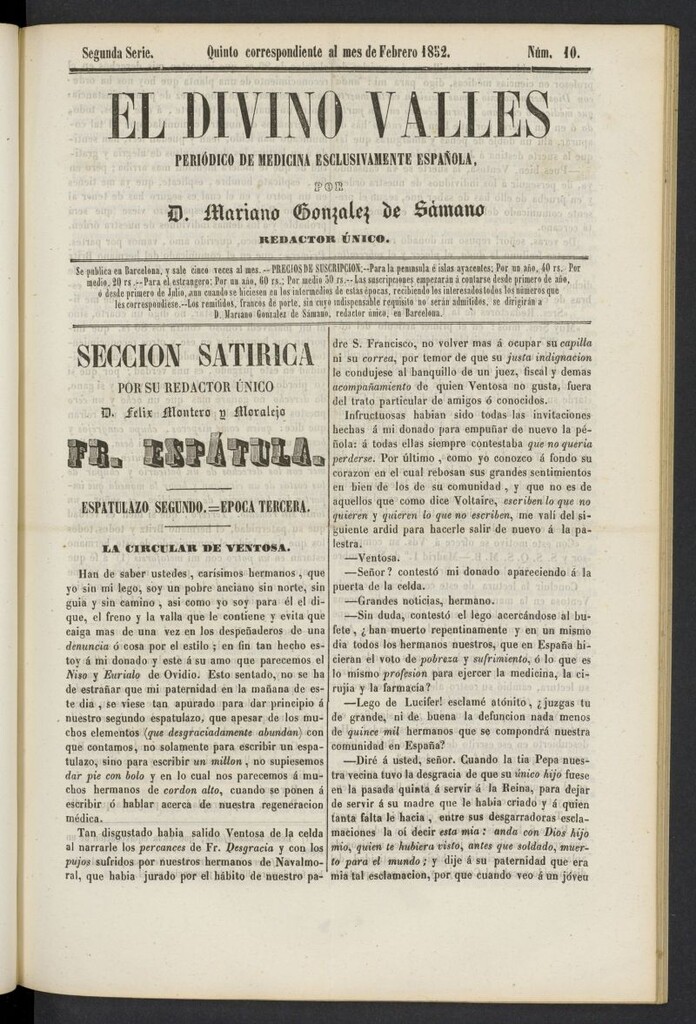 Segunda Serie. Quinto correspondiente al mes de Febrero 1852. Núm. 10.
EL DIVINO VALLES
PERIÓDICO DE MEDICINA ESCLUSIVAMENTE ESPAÑOLA,
POR
D. Mariano Gonzalez de Sámano
REDACTOR ÚNICO.
Se publica en Barcelona, y sale cinco veces al mes.--PRECIOS DE SUSCRIPCION:--Para la península é islas ayacentes; Por un año, 40 rs. Por
medio, 20 rs.--Para el estrangero; Por un año, 60 rs.; Por medio 30 rs.--Las suscripciones empezarán á contarse desde primero de año,
ó desde primero de Julio, aun cuando se hiciesen en los intermedios de estas épocas, recibiendo los interesados todos los números que
les correspondiese.--Los remitidos, francos de porte, sin cuyo indispensable requisito no serán admitidos, se dirigirán a
D. Mariano Gonzalez de Sámano, redactor único, en Barcelona.
SECCION SATIRICA
POR SU REDACTOR ÚNICO
D. Felix Montero y Moralejo
FR. ESPÁTULA.
ESPATULAZO SEGUNDO.=EPOCA TERCERA.
LA CIRCULAR DE VENTOSA.
Han de saber ustedes, carísimos hermanos, que
yo sin mi lego, soy un pobre anciano sin norte, sin
guia y sin camino, asi como yo soy para él el di-
que, el freno y la valla que le contiene y evita que
caiga mas de una vez en los despeñaderos de una
denuncia ó cosa por el estilo; en fin tan hecho es-
toy á mi donado y este á su amo que parecemos el
Niso y Eurialo de Ovidio. Esto sentado, no se ha
de estrañar que mi paternidad en la mañana de es-
te dia, se viese tan apurado para dar principio á
nuestro segundo espatulazo, que apesar de los mu-
chos elementos (que desgraciadamente abundan) con
que contamos, no solamente para escribir un espa-
tulazo, sino para escribir un millon, no supiesemos
dar pie con bolo y en lo cual nos parecemos á mu-
chos hermanos de cordon alto, cuando se ponen á
escribir ó hablar acerca de nuestra regeneracion
médica.
Tan disgustado habia salido Ventosa de la celda
al narrarle los percances de Fr. Desgracia y con los
pujos sufridos por nuestros hermanos de Navalmo-
ral, que habia jurado por el hábito de nuestro pa-
dre S. Francisco, no volver mas á ocupar su capilla
ni su correa, por temor de que su justa indignacion
le condujese al banquillo de un juez, fiscal y demas
acompañamiento de quien Ventosa no gusta, fuera
del trato particular de amigos ó conocidos.
Infructuosas habian sido todas las invitaciones
hechas á mi donado para empuñar de nuevo la pé-
ñola: á todas ellas siempre contestaba que no queria
perderse. Por último, como yo conozco á fondo su
corazon en el cual rebosan sus grandes sentimientos
en bien de los de su comunidad, y que no es de
aquellos que como dice Voltaire, escriben lo que no
quieren y quieren lo que no escriben, me valí del si-
guiente ardid para hacerle salir de nuevo á la pa-
lestra.
—Ventosa.
—Señor? contestó mi donado apareciendo á la
puerta de la celda.
—Grandes noticias, hermano.
—Sin duda, contestó el lego acercándose al bu-
fete, ¿han muerto repentinamente y en un mismo
dia todos los hermanos nuestros, que en España hi-
cieran el voto de pobreza y sufrimiento, ó lo que es
lo mismo profesion para ejercer la medicina, la ci-
rujia y la farmacia?
—Lego de Lucifer! esclamé atónito, ¿juzgas tu
de grande, ni de buena la defuncion nada menos
de quince mil hermanos que se compondrá nuestra
comunidad en España?
—Diré á usted, señor. Cuando la tia Pepa nues-
tra vecina tuvo la desgracia de que su único hijo fuese
en la pasada quinta á servir á la Reina, para dejar
de servir á su madre que le habia criado y á quien
tanta falta le hacia, entre sus desgarradoras escla-
maciones la oí decir esta mia: anda con Dios hijo
mio, quien te hubiera visto, antes que soldado, muer-
to para el mundo; y dije á su paternidad que era
mia tal esclamacion, por que cuando veo á un jóven